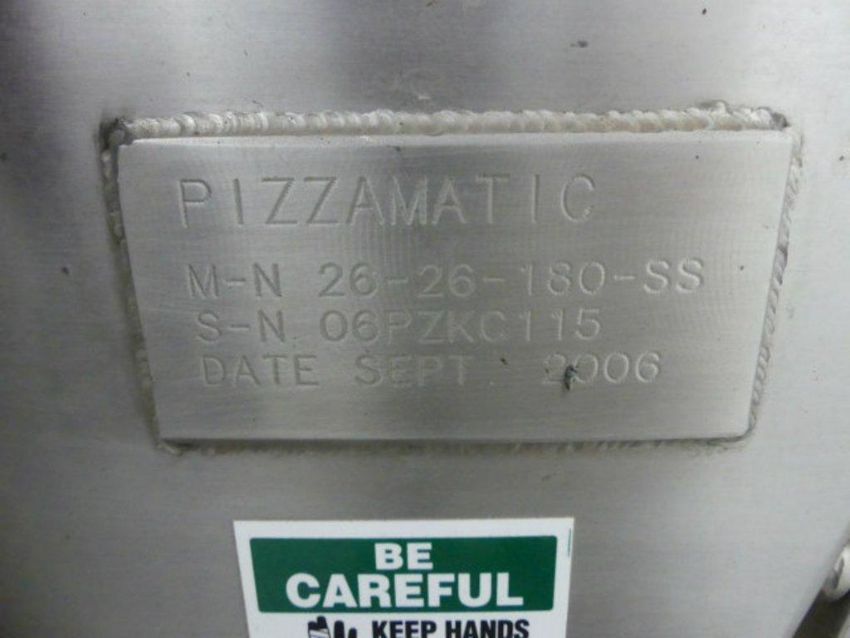 PIZZAMATIC
M-N 26-26-180-SS
S-N 06PZKC115
DATE SEPT. 2006
BE
CAREFUL
KEEP HANDS